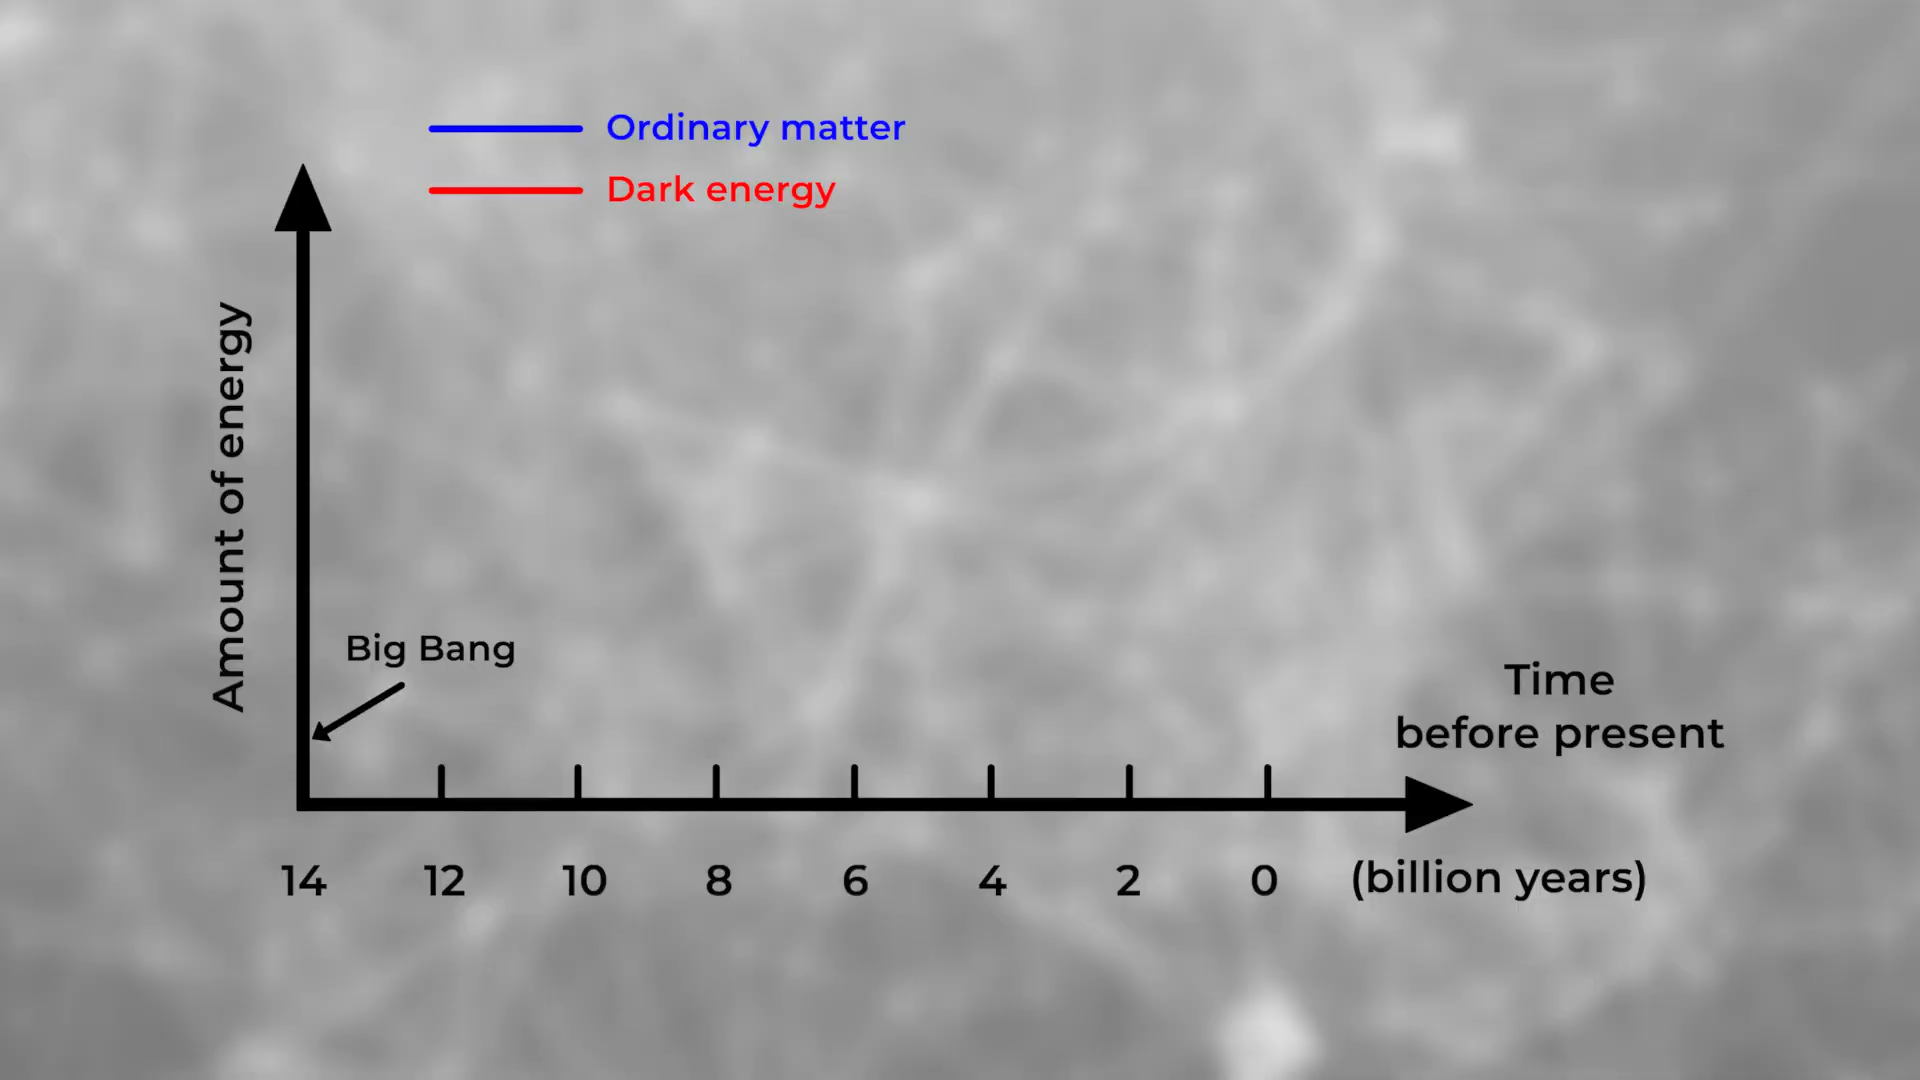 Ordinary matter
Dark energy
Amount of energy
Big Bang
Time
before present
14 12 10 8 6 4 2 0 (billion years)